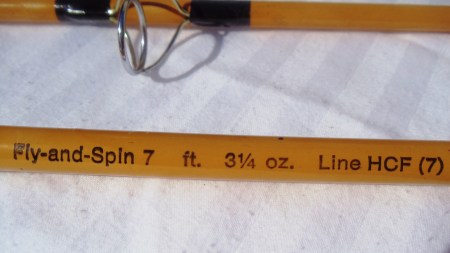 Fly-and-Spin 7 ft. 3¼ oz. Line HCF (7)